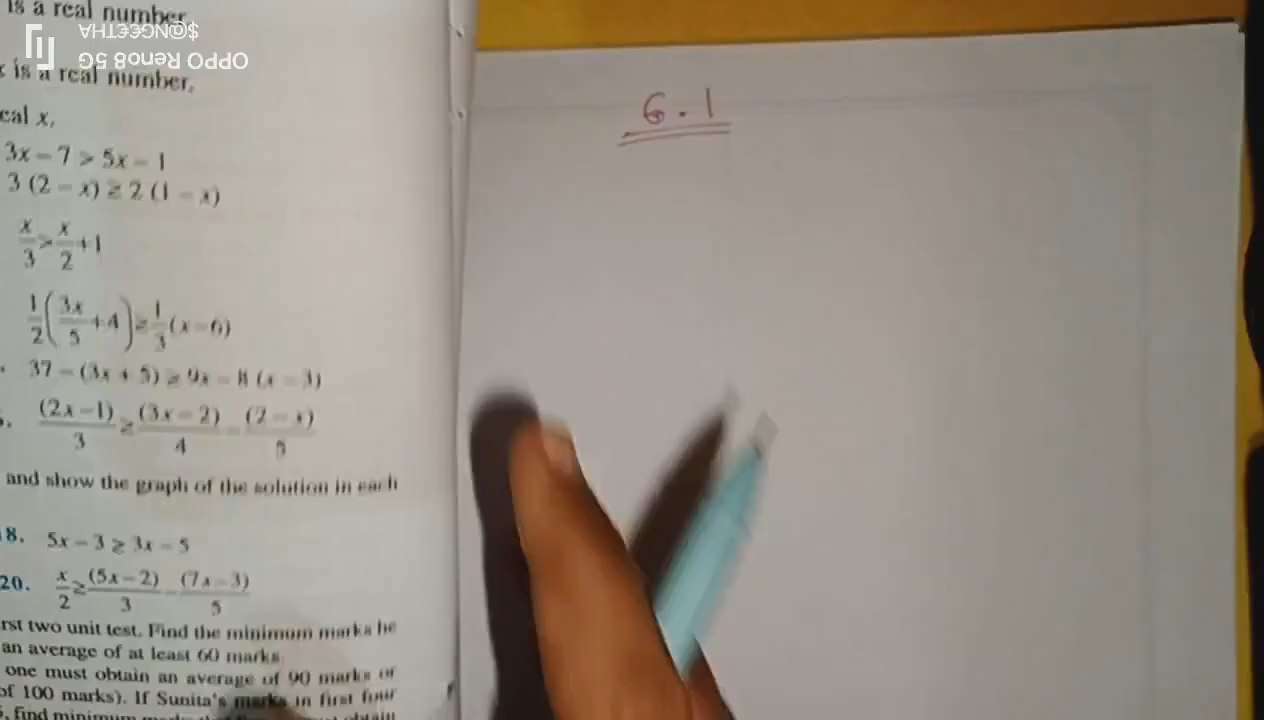 is a real number
$@NGEETHA
OPPO Reno8 5G
is a real number.
x,
3x − 7 > 5x − 1
3 (2 − x) ≥ 2 (1 − x)
x/3 > x/2 + 1
1/2 (3x/5 + 4) ≥ 1/3 (x − 6)
37 − (3x + 5) ≥ 9x − 8 (x − 3)
(2x − 1)/3 ≥ (3x − 2)/4 − (2 − x)/5
and show the graph of the solution in each
8. 5x − 3 ≥ 3x − 5
20. x/2 ≥ (5x − 2)/3 − (7x − 3)/5
rst two unit test. Find the minimum marks he
an average of at least 60 marks.
one must obtain an average of 90 marks or
of 100 marks). If Sunita's marks in first four
find minimum
6.1